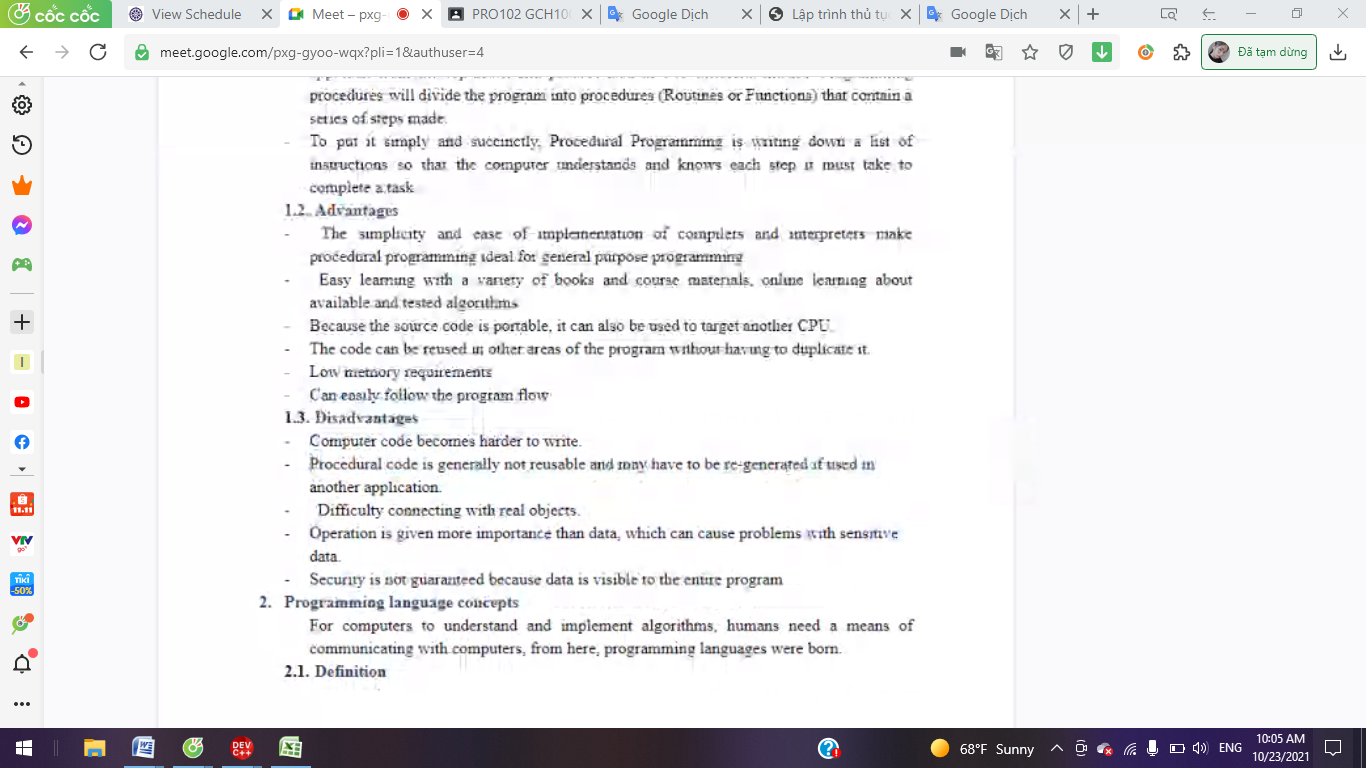 cốc cốc
View Schedule
Meet – pxg-
PRO102 GCH10
Google Dịch
Lập trình thủ tục
Google Dịch
meet.google.com/pxg-gyoo-wqx?pli=1&authuser=4
Đã tạm dừng
procedures will divide the program into procedures (Routines or Functions) that contain a
series of steps made.
- To put it simply and succinctly, Procedural Programming is writing down a list of
instructions so that the computer understands and knows each step it must take to
complete a task
1.2. Advantages
- The simplicity and ease of implementation of compilers and interpreters make
procedural programming ideal for general purpose programming
- Easy learning with a variety of books and course materials, online learning about
available and tested algorithms
- Because the source code is portable, it can also be used to target another CPU.
- The code can be reused in other areas of the program without having to duplicate it.
- Low memory requirements
- Can easily follow the program flow
1.3. Disadvantages
- Computer code becomes harder to write.
- Procedural code is generally not reusable and may have to be re-generated if used in
another application.
- Difficulty connecting with real objects.
- Operation is given more importance than data, which can cause problems with sensitive
data.
- Security is not guaranteed because data is visible to the entire program
2. Programming language concepts
For computers to understand and implement algorithms, humans need a means of
communicating with computers, from here, programming languages were born.
2.1. Definition
11.11
VTV
go
TIKI
-50%
DEV
C++
68°F Sunny
ENG
10:05 AM
10/23/2021